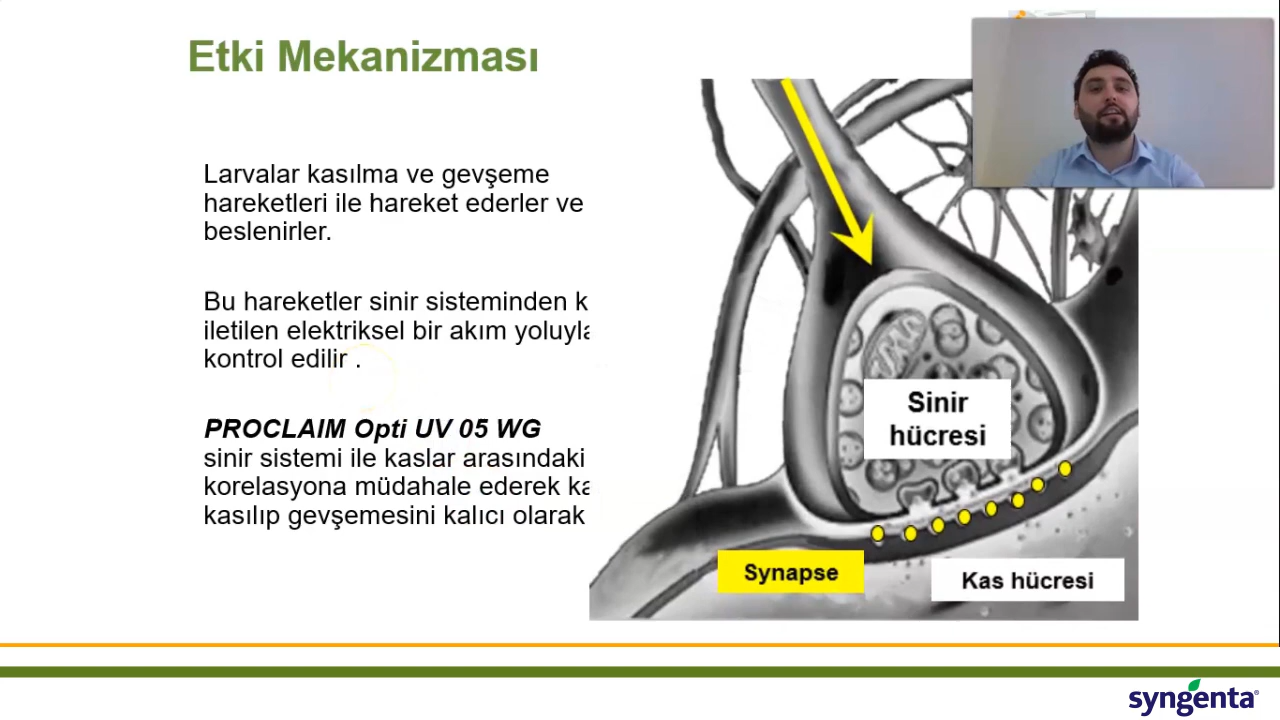 Etki Mekanizması
Larvalar kasılma ve gevşeme
hareketleri ile hareket ederler ve
beslenirler.
Bu hareketler sinir sisteminden k
iletilen elektriksel bir akım yoluyla
kontrol edilir .
PROCLAIM Opti UV 05 WG
sinir sistemi ile kaslar arasındaki
korelasyona müdahale ederek ka
kasılıp gevşemesini kalıcı olarak
Sinir
hücresi
Synapse
Kas hücresi
syngenta